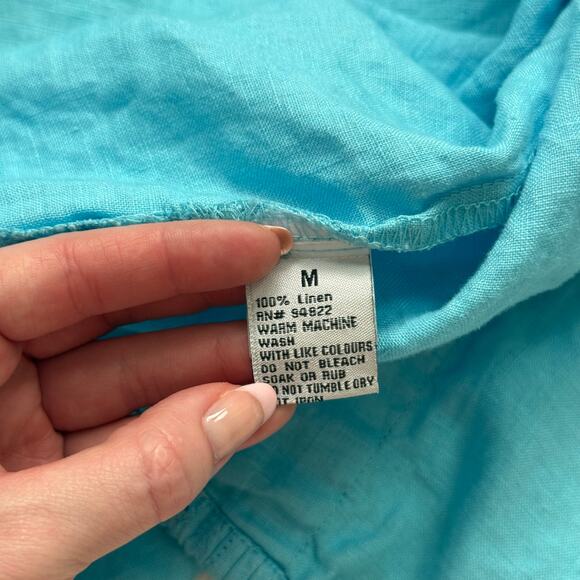 M
100% Linen
RN# 94822
WARM MACHINE
WASH
WITH LIKE COLOURS
DO NOT BLEACH
SOAK OR RUB
NOT TUMBLE DRY
IRON